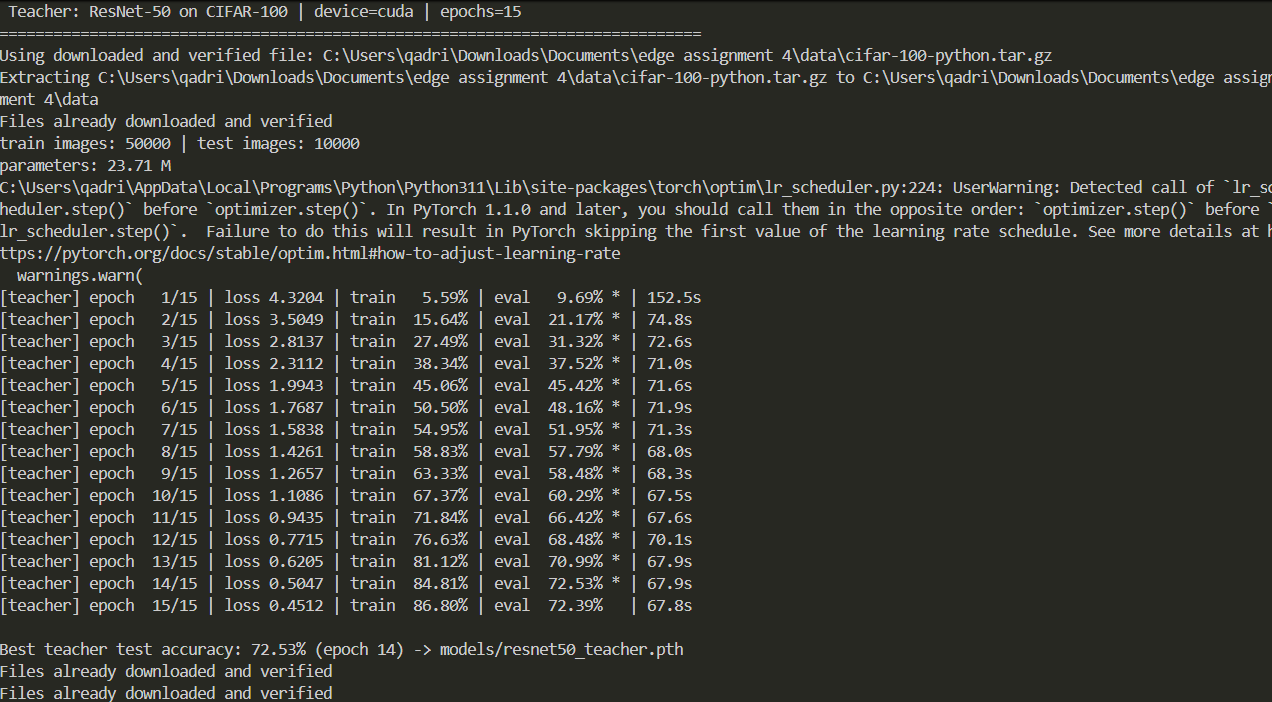 Teacher: ResNet-50 on CIFAR-100 | device=cuda | epochs=15
==============================================================================
Using downloaded and verified file: C:\Users\qadri\Downloads\Documents\edge assignment 4\data\cifar-100-python.tar.gz
Extracting C:\Users\qadri\Downloads\Documents\edge assignment 4\data\cifar-100-python.tar.gz to C:\Users\qadri\Downloads\Documents\edge assign
ment 4\data
Files already downloaded and verified
train images: 50000 | test images: 10000
parameters: 23.71 M
C:\Users\qadri\AppData\Local\Programs\Python\Python311\Lib\site-packages\torch\optim\lr_scheduler.py:224: UserWarning: Detected call of `lr_sc
heduler.step()` before `optimizer.step()`. In PyTorch 1.1.0 and later, you should call them in the opposite order: `optimizer.step()` before `
lr_scheduler.step()`.  Failure to do this will result in PyTorch skipping the first value of the learning rate schedule. See more details at h
ttps://pytorch.org/docs/stable/optim.html#how-to-adjust-learning-rate
  warnings.warn(
[teacher] epoch   1/15 | loss 4.3204 | train   5.59% | eval   9.69% * | 152.5s
[teacher] epoch   2/15 | loss 3.5049 | train  15.64% | eval  21.17% * | 74.8s
[teacher] epoch   3/15 | loss 2.8137 | train  27.49% | eval  31.32% * | 72.6s
[teacher] epoch   4/15 | loss 2.3112 | train  38.34% | eval  37.52% * | 71.0s
[teacher] epoch   5/15 | loss 1.9943 | train  45.06% | eval  45.42% * | 71.6s
[teacher] epoch   6/15 | loss 1.7687 | train  50.50% | eval  48.16% * | 71.9s
[teacher] epoch   7/15 | loss 1.5838 | train  54.95% | eval  51.95% * | 71.3s
[teacher] epoch   8/15 | loss 1.4261 | train  58.83% | eval  57.79% * | 68.0s
[teacher] epoch   9/15 | loss 1.2657 | train  63.33% | eval  58.48% * | 68.3s
[teacher] epoch  10/15 | loss 1.1086 | train  67.37% | eval  60.29% * | 67.5s
[teacher] epoch  11/15 | loss 0.9435 | train  71.84% | eval  66.42% * | 67.6s
[teacher] epoch  12/15 | loss 0.7715 | train  76.63% | eval  68.48% * | 70.1s
[teacher] epoch  13/15 | loss 0.6205 | train  81.12% | eval  70.99% * | 67.9s
[teacher] epoch  14/15 | loss 0.5047 | train  84.81% | eval  72.53% * | 67.9s
[teacher] epoch  15/15 | loss 0.4512 | train  86.80% | eval  72.39%   | 67.8s
Best teacher test accuracy: 72.53% (epoch 14) -> models/resnet50_teacher.pth
Files already downloaded and verified
Files already downloaded and verified